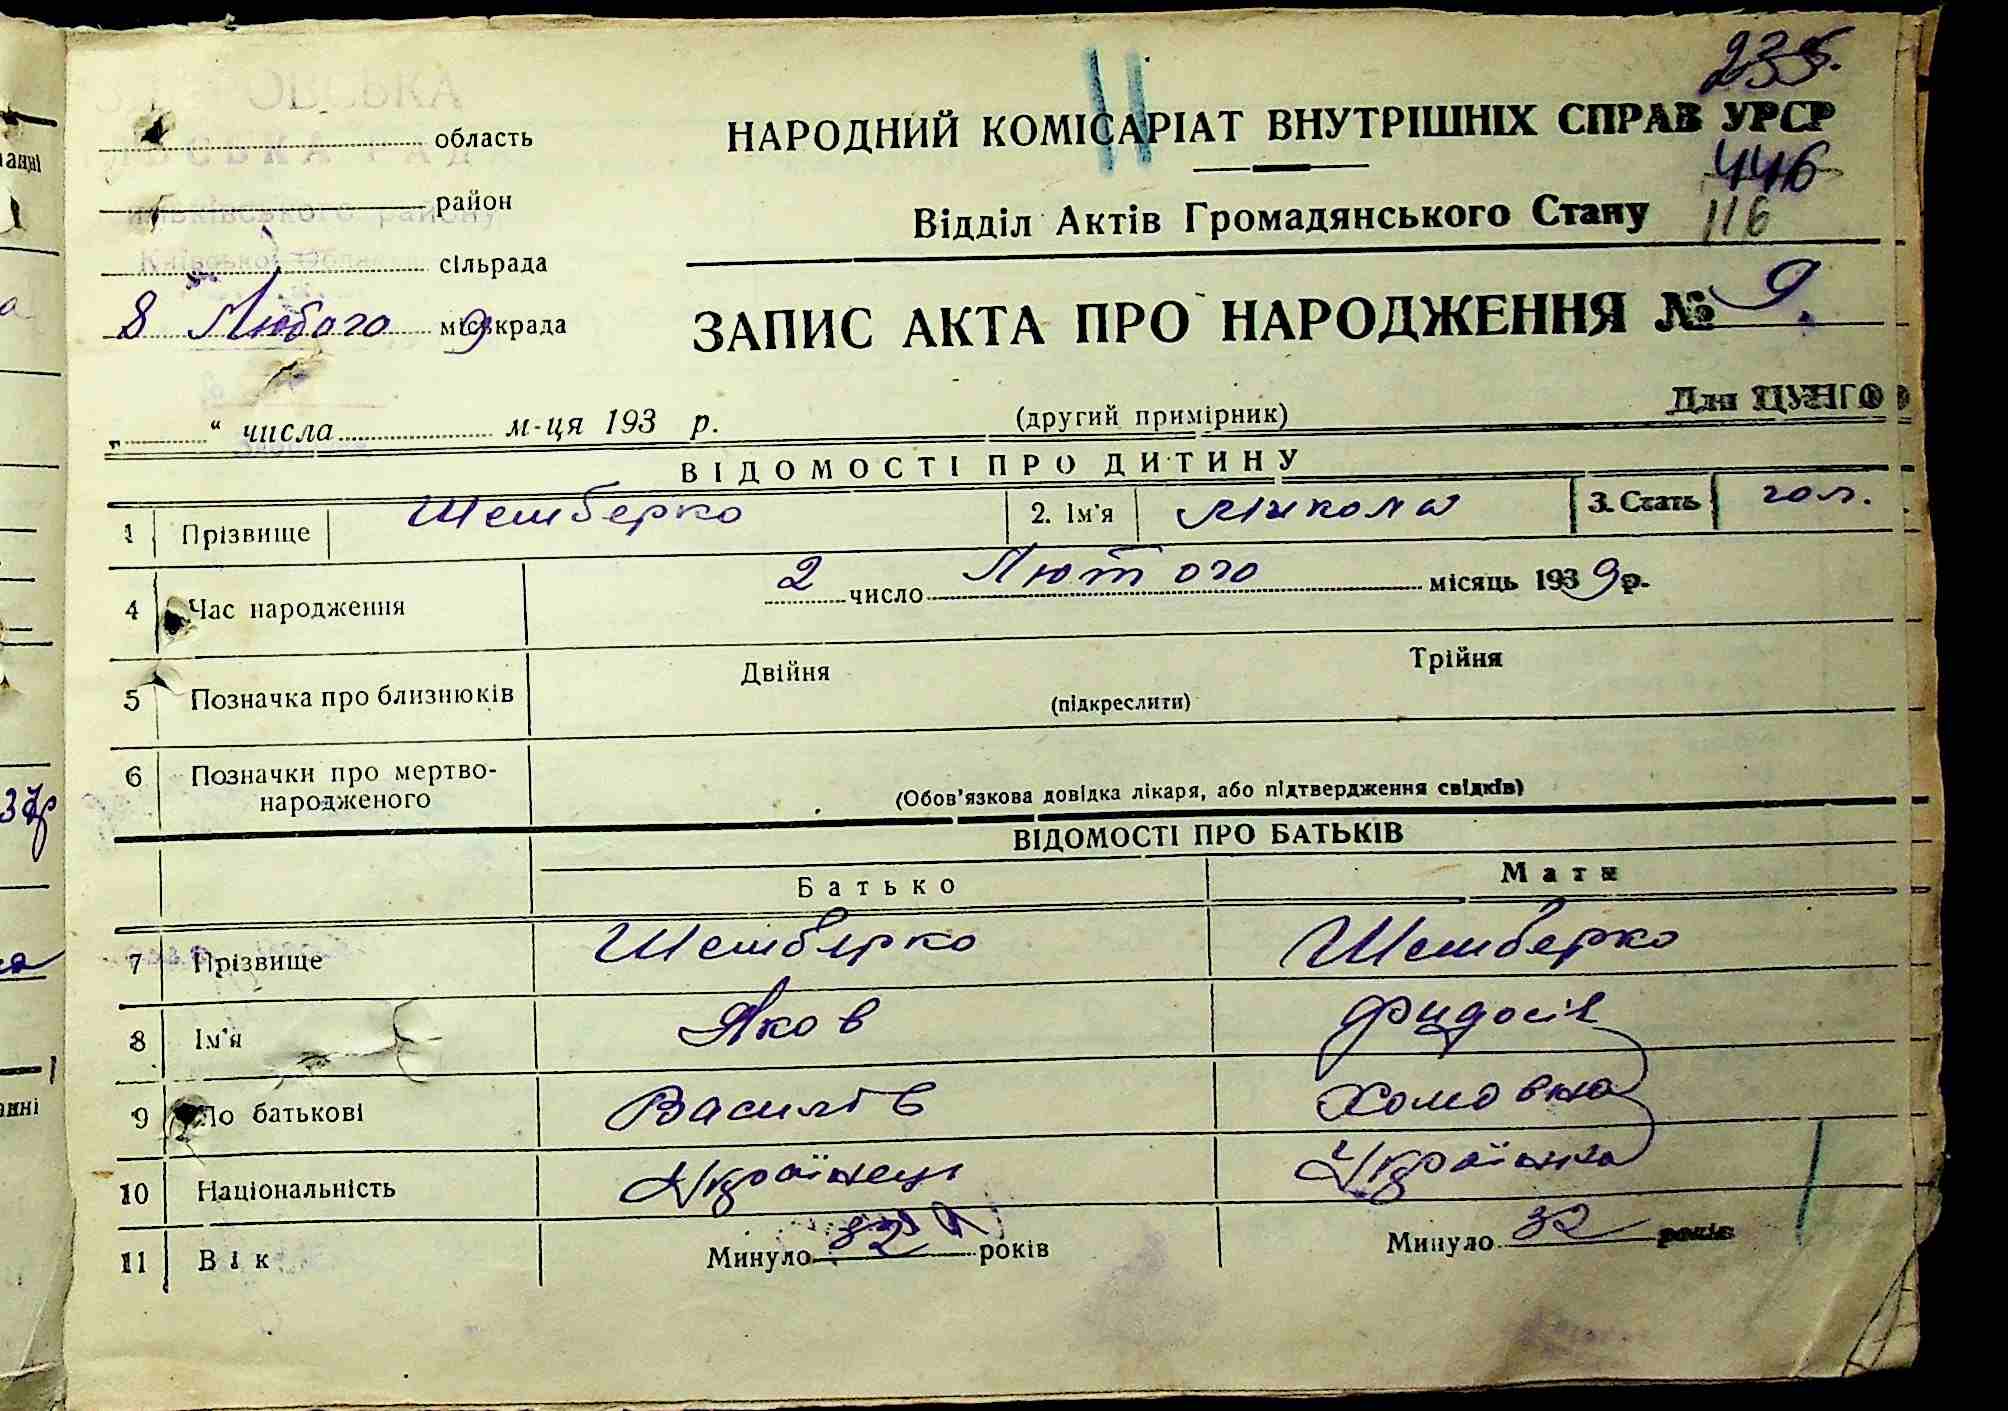 235.
НАРОДНИЙ КОМІСАРІАТ ВНУТРІШНІХ СПРАВ УРСР
446
116
Відділ Актів Громадянського Стану
область
район
сільрада
8 Лютого 9 міськрада
ЗАПИС АКТА ПРО НАРОДЖЕННЯ № 9
„ “ числа м-ця 193 р.
(другий примірник)
Для ЦУНГО
ВІДОМОСТІ ПРО ДИТИНУ
1 Прізвище Шемберко 2. Ім'я Микола 3. Стать чол.
4 Час народження 2 число Лютого місяць 1939 р.
5 Позначка про близнюків Двійня Трійня
(підкреслити)
6 Позначки про мертво-
народженого
(Обов'язкова довідка лікаря, або підтвердження свідків)
ВІДОМОСТІ ПРО БАТЬКІВ
Батько Мати
7 Прізвище Шемберко Шемберко
8 Ім'я Яков Фидосія
9 По батькові Василів Хомовна
10 Національність Українець Українка
11 Вік Минуло 32 років Минуло 32 років